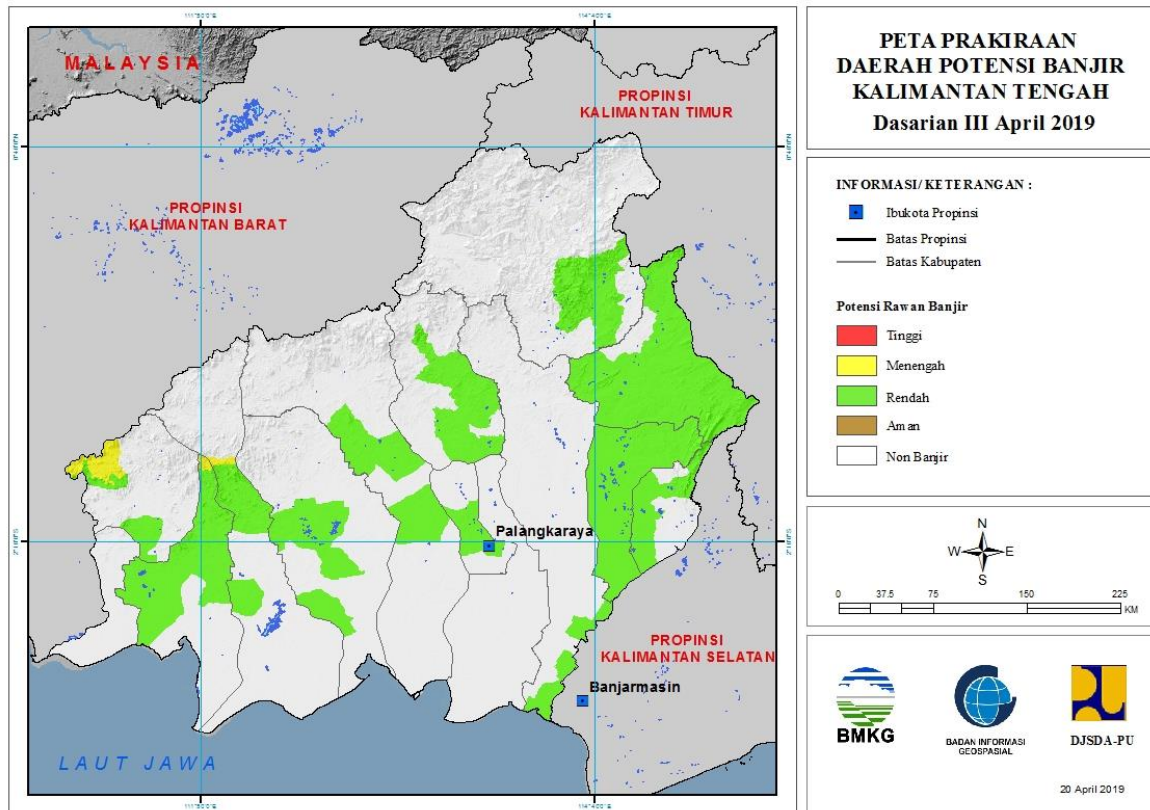 PETA PRAKIRAAN
DAERAH POTENSI BANJIR
KALIMANTAN TENGAH
Dasarian III April 2019
MALAYSIA
PROPINSI
KALIMANTAN TIMUR
PROPINSI
KALIMANTAN BARAT
Palangkaraya
PROPINSI
KALIMANTAN SELATAN
Banjarmasin
LAUT JAWA
INFORMASI/ KETERANGAN :
Ibukota Propinsi
Batas Propinsi
Batas Kabupaten
Potensi Rawan Banjir
Tinggi
Menengah
Rendah
Aman
Non Banjir
N
W E
S
0 37.5 75 150 225
KM
BMKG
BADAN INFORMASI
GEOSPASIAL
DJSDA-PU
20 April 2019